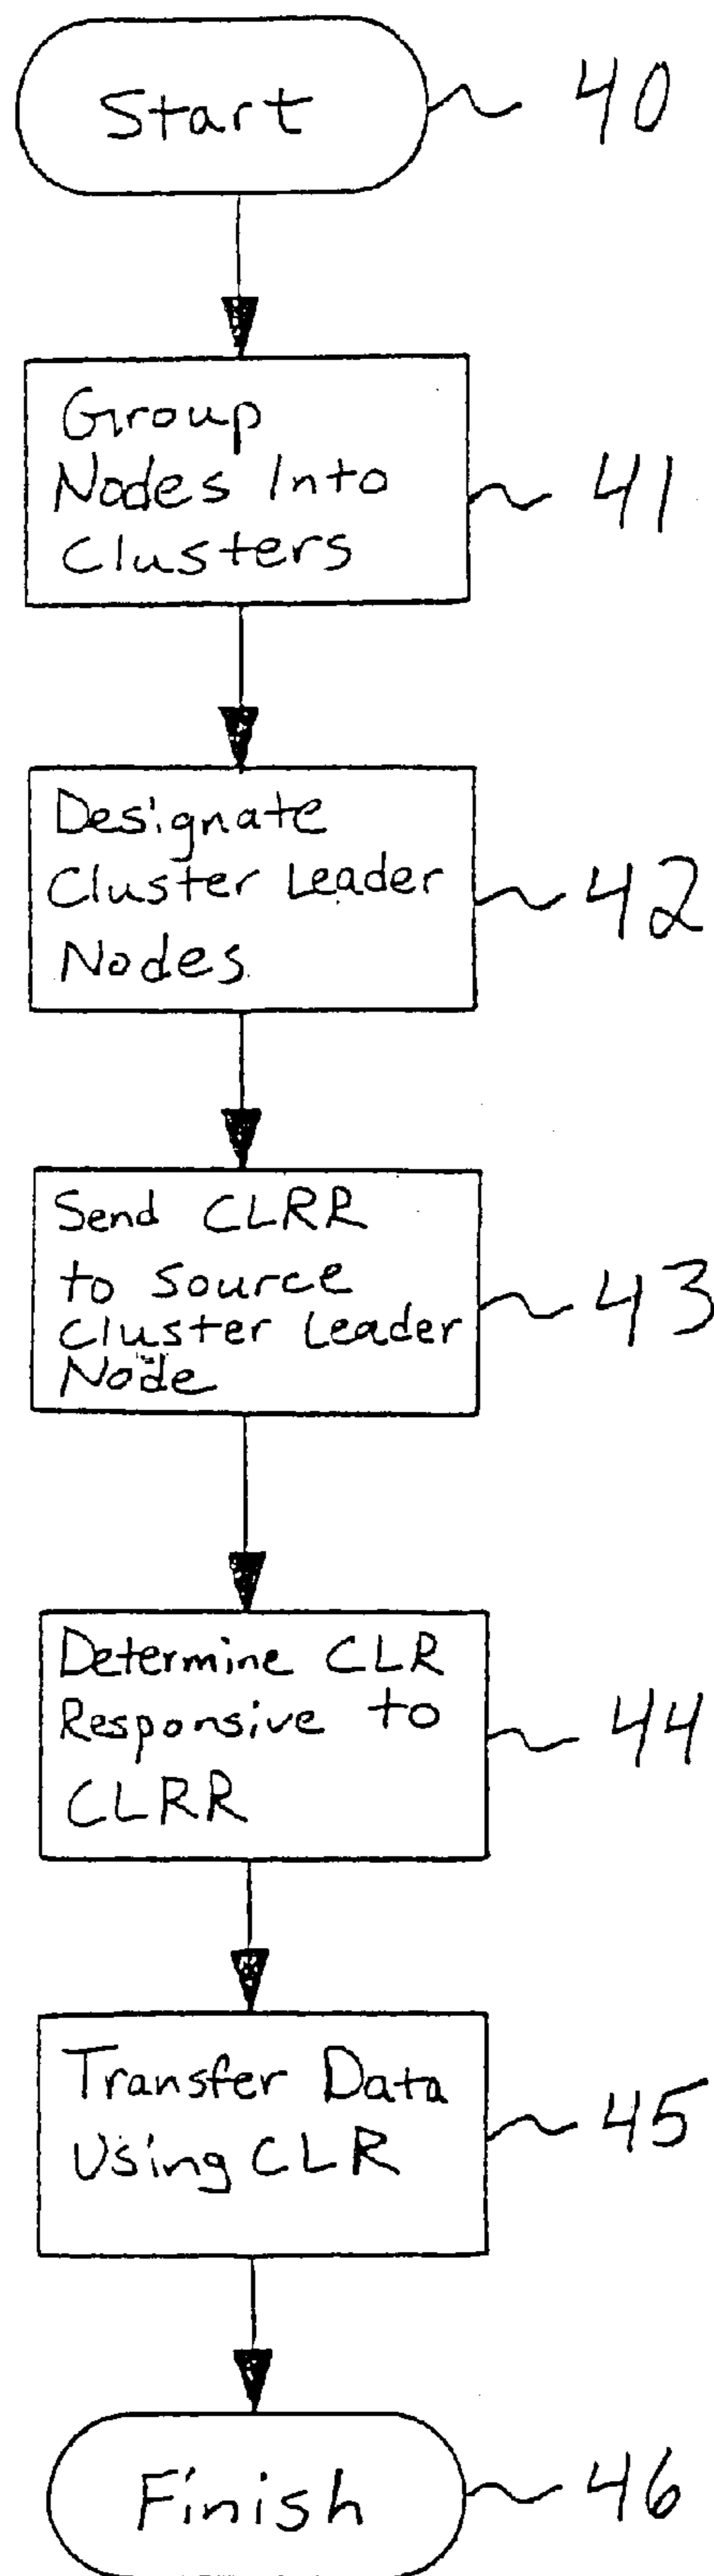 Start
40
Group
Nodes Into
Clusters
41
Designate
Cluster Leader
Nodes
42
Send CLRR
to Source
Cluster Leader
Node
43
Determine CLR
Responsive to
CLRR
44
Transfer Data
Using CLR
45
Finish
46